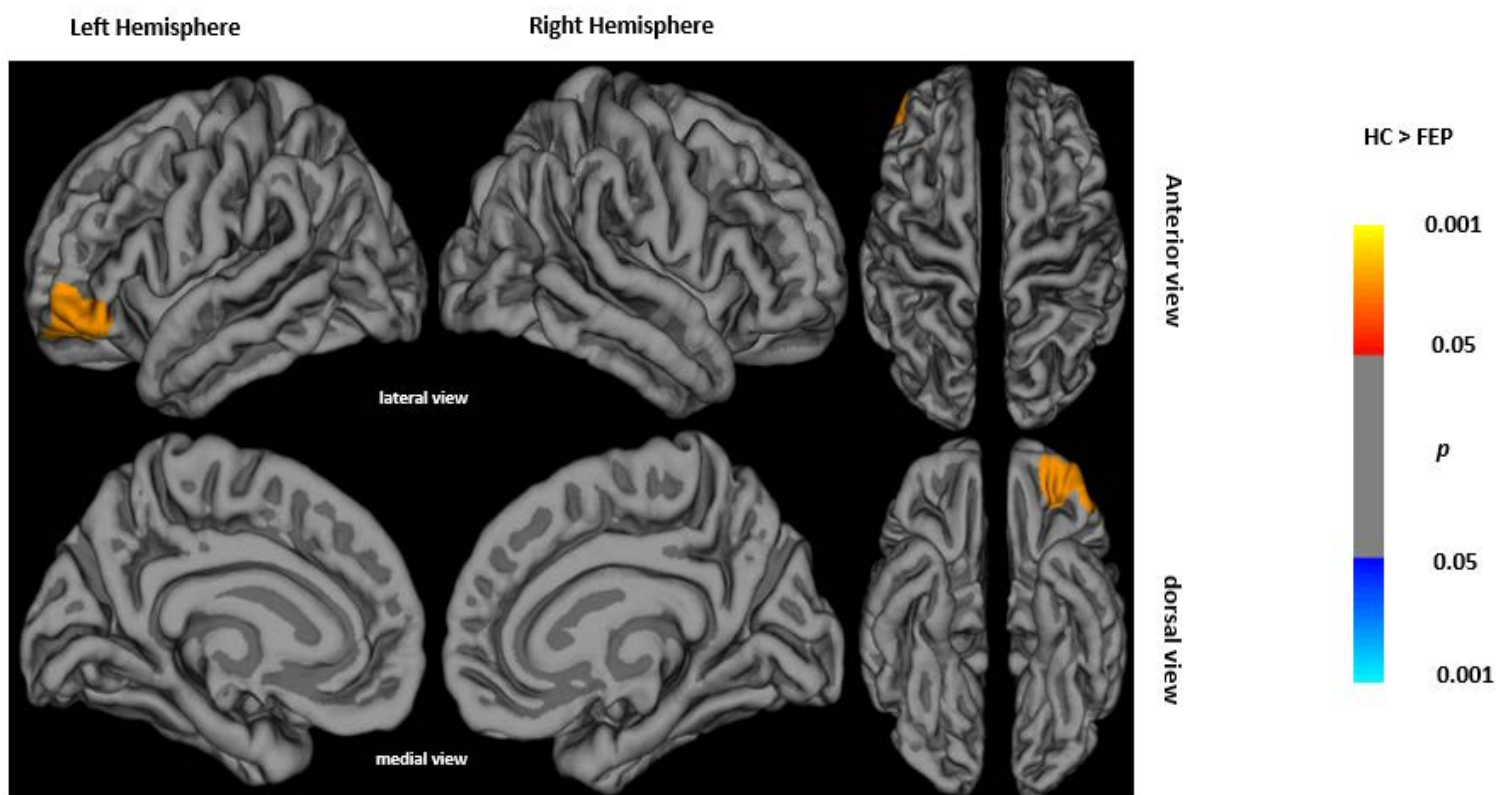 Left Hemisphere
Right Hemisphere
HC > FEP
Anterior view
0.001
0.05
lateral view
p
0.05
dorsal view
0.001
medial view